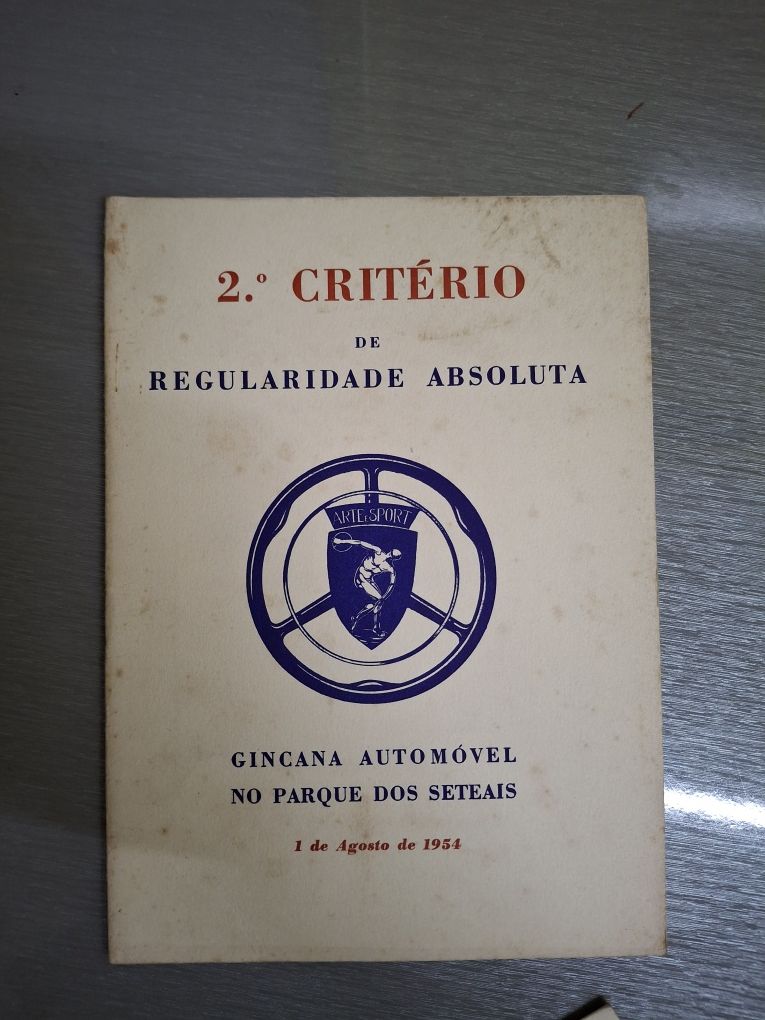 2.º CRITÉRIO
DE
REGULARIDADE ABSOLUTA
ARTE E SPORT
GINCANA AUTOMÓVEL
NO PARQUE DOS SETEAIS
1 de Agosto de 1954